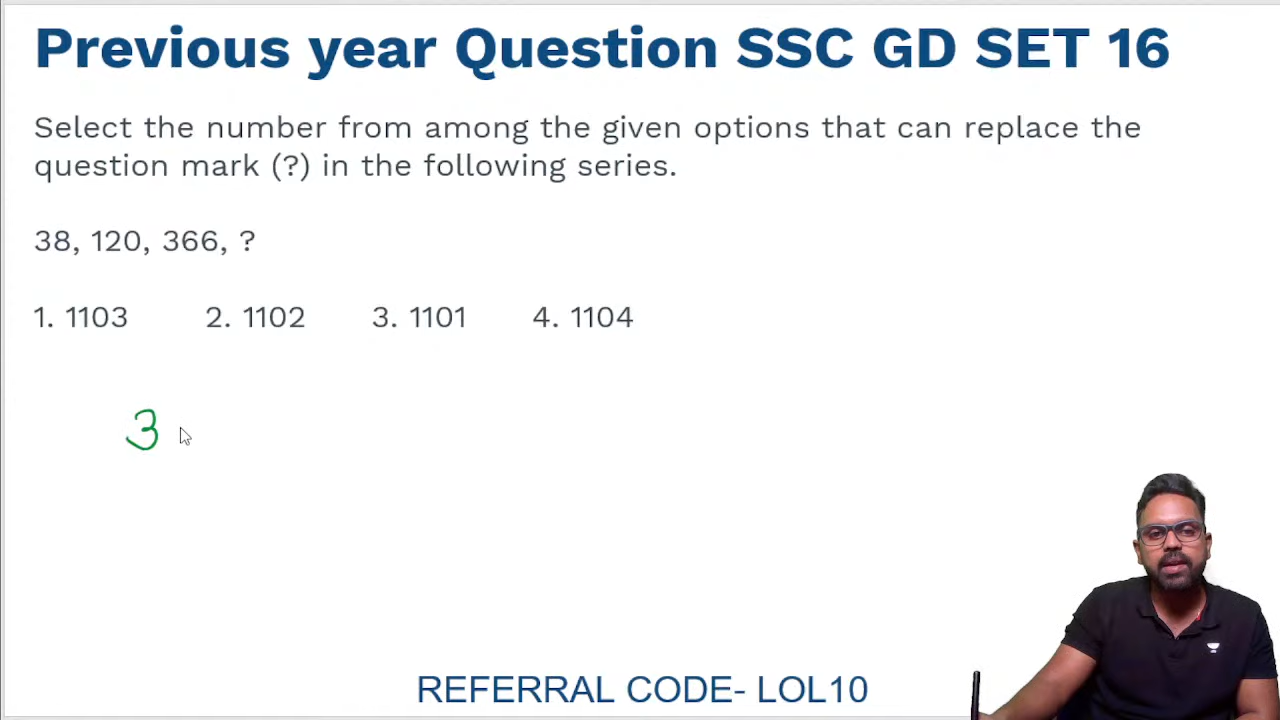 Previous year Question SSC GD SET 16
Select the number from among the given options that can replace the
question mark (?) in the following series.
38, 120, 366, ?
1. 1103 2. 1102 3. 1101 4. 1104
3
REFERRAL CODE- LOL10